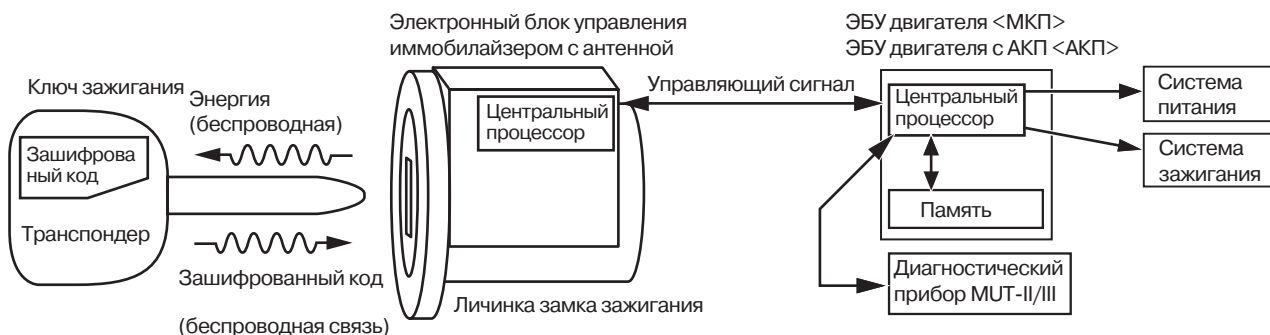 Ключ зажигания
Энергия
(беспроводная)
Зашифрова
ный код
Транспондер
Зашифрованный код
(беспроводная связь)
Электронный блок управления
иммобилайзером с антенной
Центральный
процессор
Личинка замка зажигания
Управляющий сигнал
ЭБУ двигателя <МКП>
ЭБУ двигателя с АКП <АКП>
Центральный
процессор
Память
Диагностический
прибор MUT-II/III
Система
питания
Система
зажигания